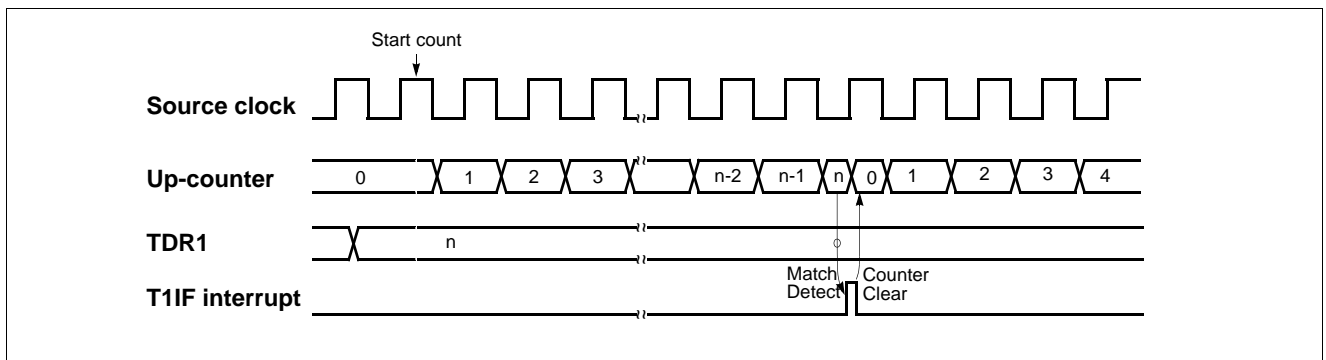 Start count
Source clock
Up-counter
0 1 2 3 n-2 n-1 n 0 1 2 3 4
TDR1
n
Match Counter
Detect Clear
T1IF interrupt